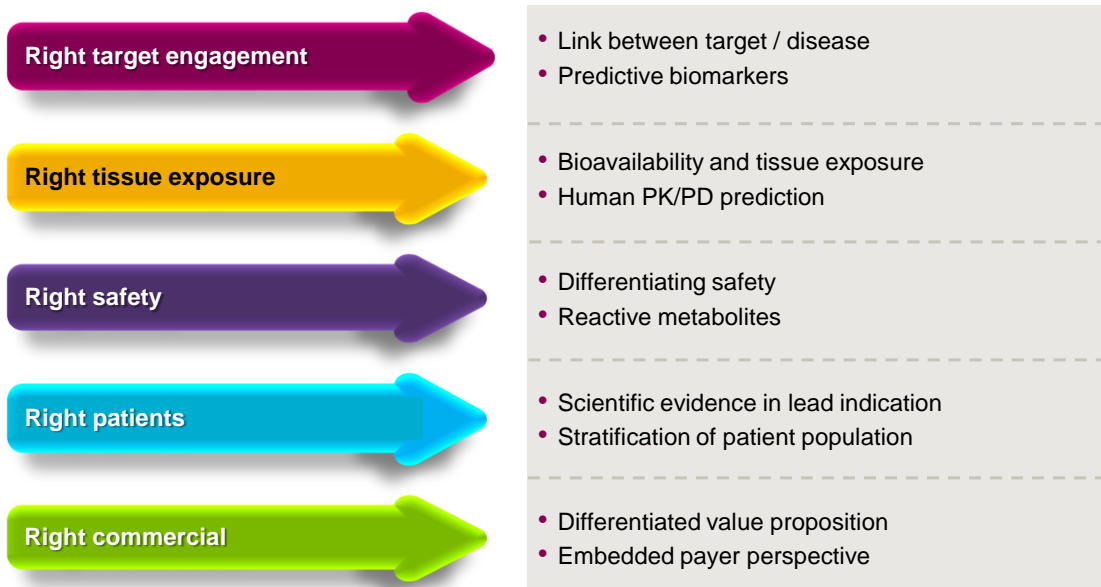 Right target engagement
• Link between target / disease
• Predictive biomarkers
Right tissue exposure
• Bioavailability and tissue exposure
• Human PK/PD prediction
Right safety
• Differentiating safety
• Reactive metabolites
Right patients
• Scientific evidence in lead indication
• Stratification of patient population
Right commercial
• Differentiated value proposition
• Embedded payer perspective